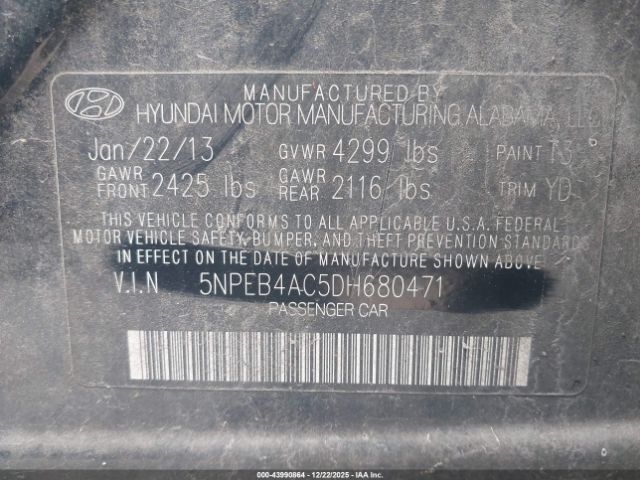 MANUFACTURED BY
HYUNDAI MOTOR MANUFACTURING ALABAMA, LLC
Jan/22/13 GVWR 4299 lbs PAINT T3
GAWR FRONT 2425 lbs GAWR REAR 2116 lbs TRIM YD
THIS VEHICLE CONFORMS TO ALL APPLICABLE U.S.A. FEDERAL
MOTOR VEHICLE SAFETY, BUMPER, AND THEFT PREVENTION STANDARDS
IN EFFECT ON THE DATE OF MANUFACTURE SHOWN ABOVE.
V.I.N 5NPEB4AC5DH680471
PASSENGER CAR
000-43990864 • 12/22/2025 - IAA Inc.